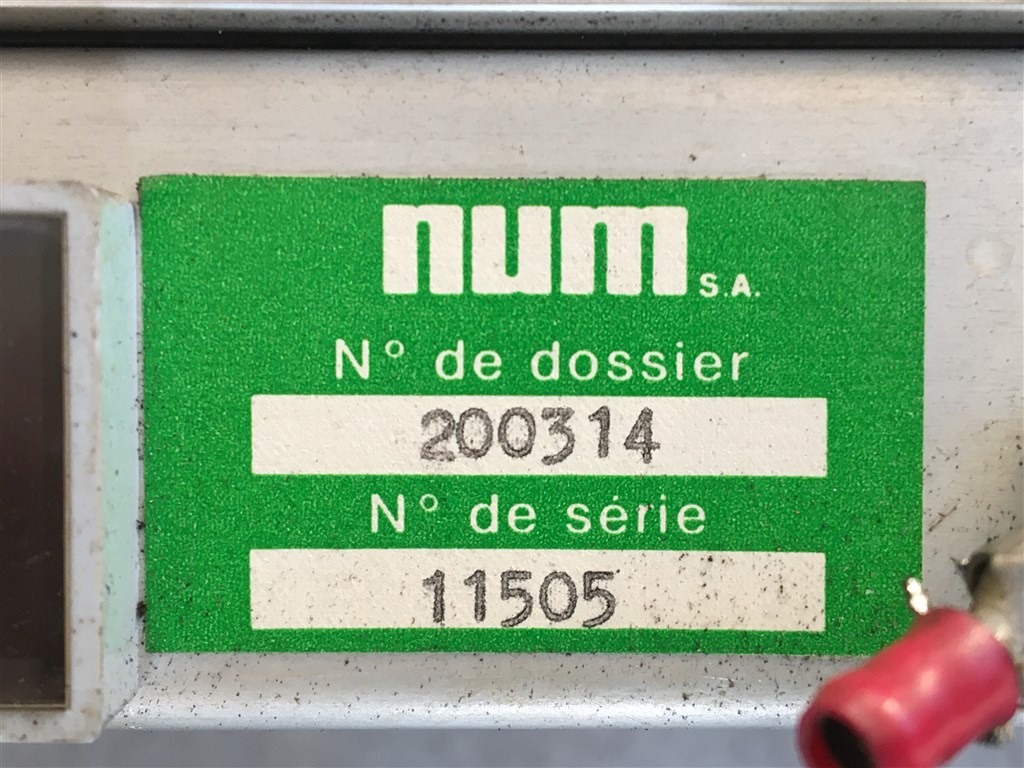 num S.A.
N° de dossier
200314
N° de série
11505